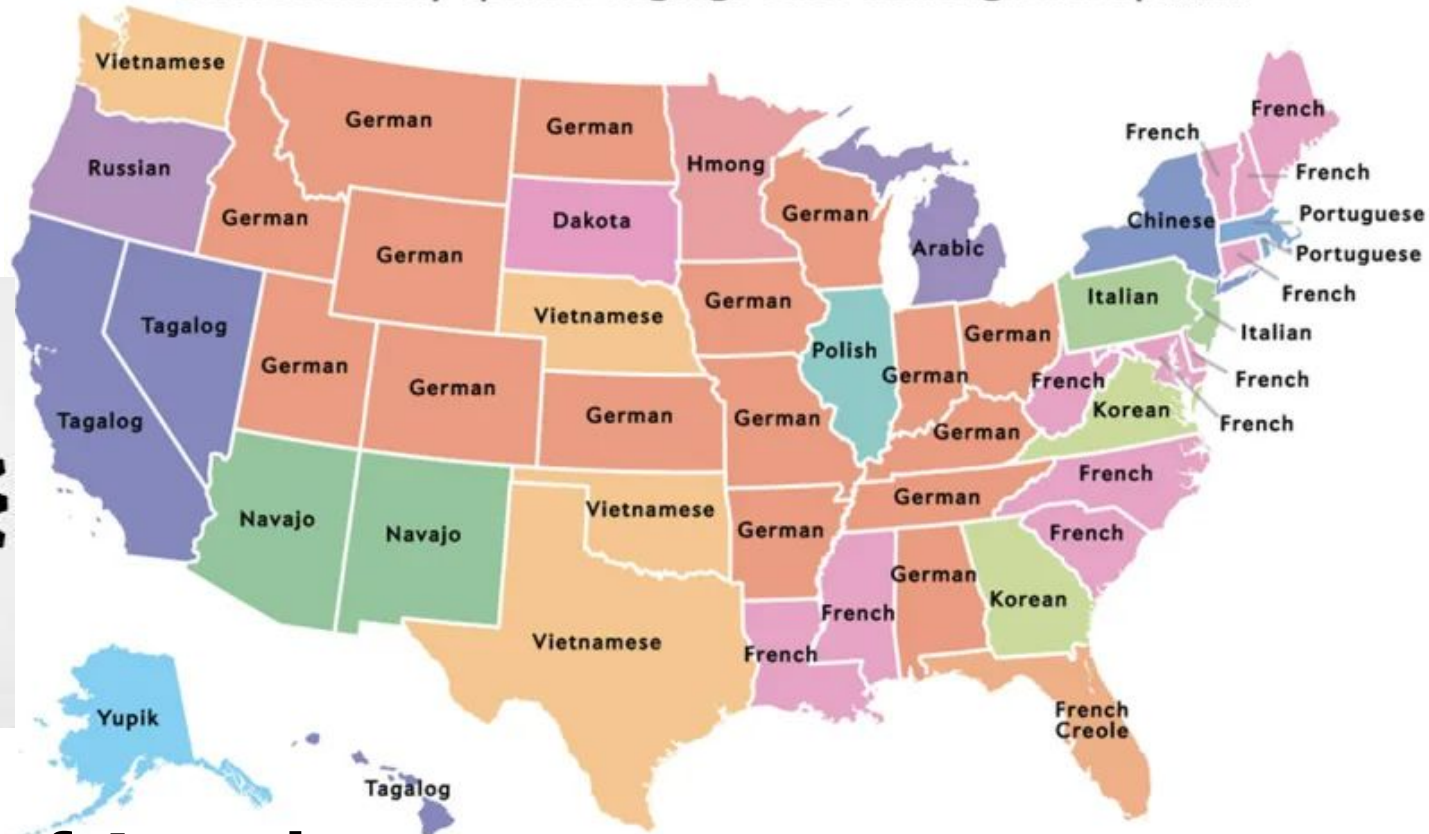 Vietnamese
French
German
German
French
Russian
Hmong
French
German
Dakota
German
Chinese
Portuguese
German
Arabic
Portuguese
French
Italian
German
Vietnamese
Tagalog
Italian
German
Polish
German
German
German
French
French
Korean
German
German
Tagalog
French
German
French
German
Vietnamese
Navajo
German
French
Navajo
German
Korean
French
Vietnamese
French
French
Creole
Yupik
Tagalog